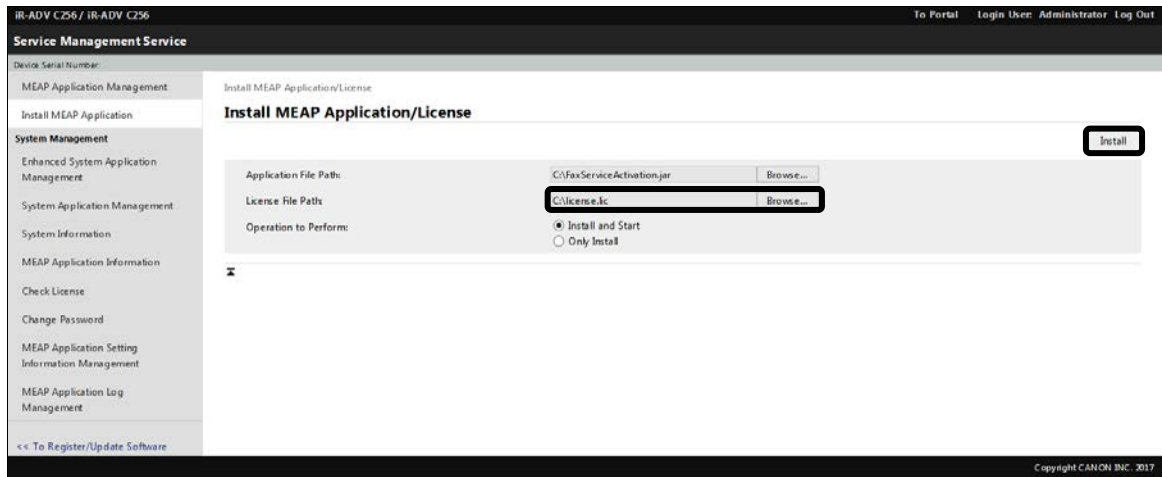 iR-ADV C256 / iR-ADV C256
To Portal Login User: Administrator Log Out
Service Management Service
Device Serial Number:
MEAP Application Management
Install MEAP Application
System Management
Enhanced System Application
Management
System Application Management
System Information
MEAP Application Information
Check License
Change Password
MEAP Application Setting
Information Management
MEAP Application Log
Management
<< To Register/Update Software
Install MEAP Application/License
Install MEAP Application/License
Install
Application File Path: C:\FaxServiceActivation.jar Browse...
License File Path: C:\license.lic Browse...
Operation to Perform: Install and Start
Only Install
Copyright CANON INC. 2017